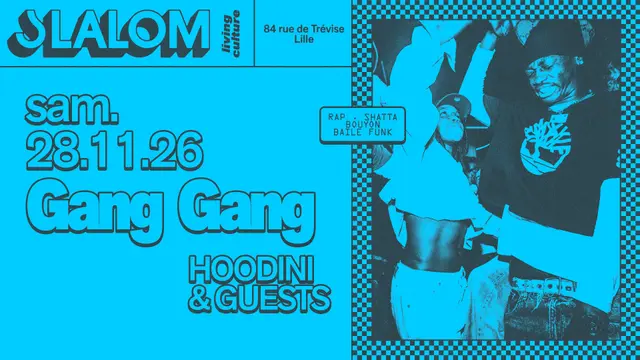 SLALOM
living
culture
84 rue de Trévise
Lille
sam.
28.11.26
Gang Gang
HOODINI
& GUESTS
RAP . SHATTA
BOUYON
BAILE FUNK